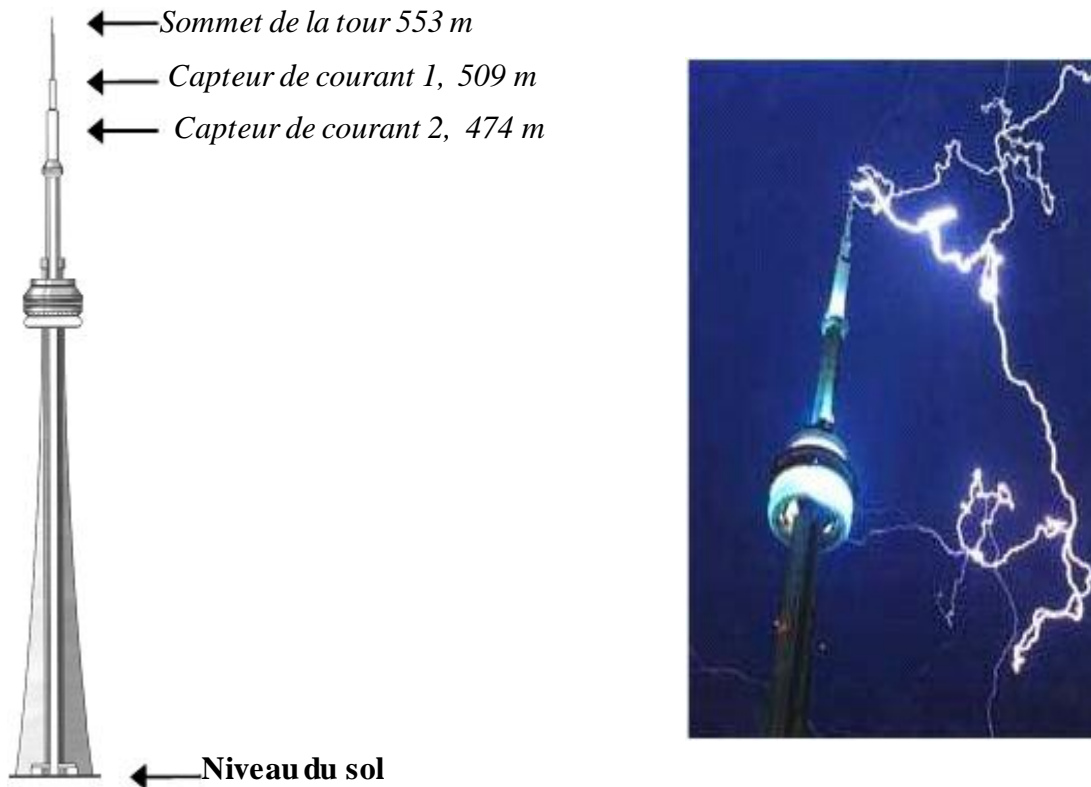 Sommet de la tour 553 m
Capteur de courant 1, 509 m
Capteur de courant 2, 474 m
Niveau du sol